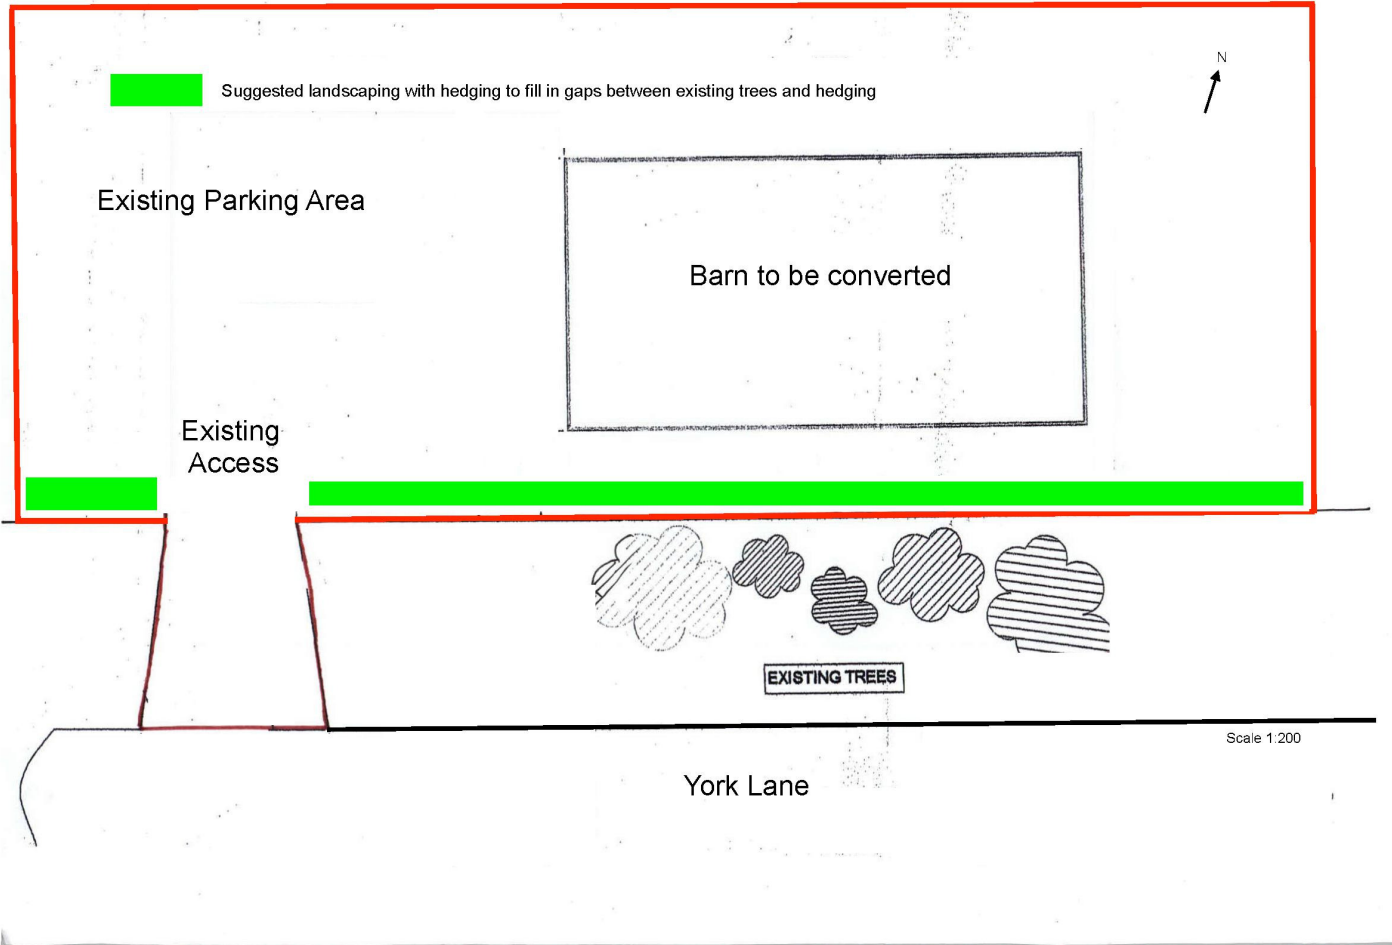 N
Suggested landscaping with hedging to fill in gaps between existing trees and hedging
Existing Parking Area
Barn to be converted
Existing
Access
EXISTING TREES
Scale 1:200
York Lane